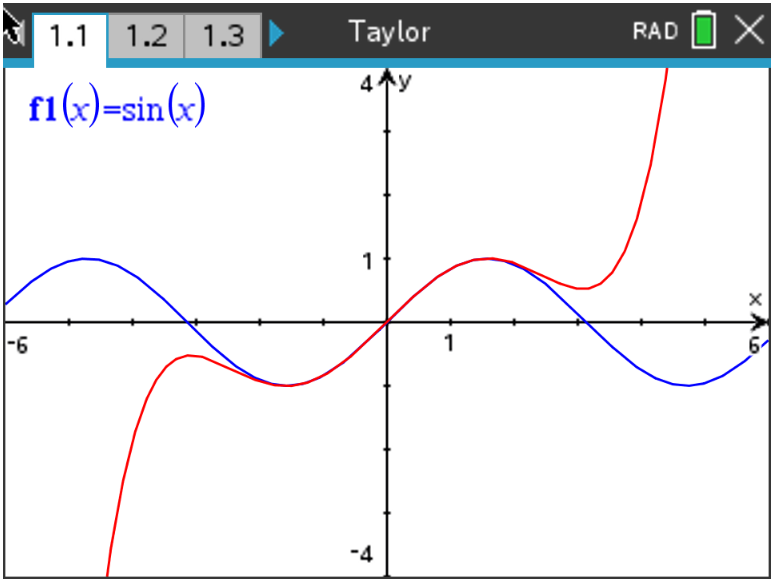 1.1 1.2 1.3 Taylor RAD
4 y
f1(x)=sin(x)
1
x
-6 1 6
-4